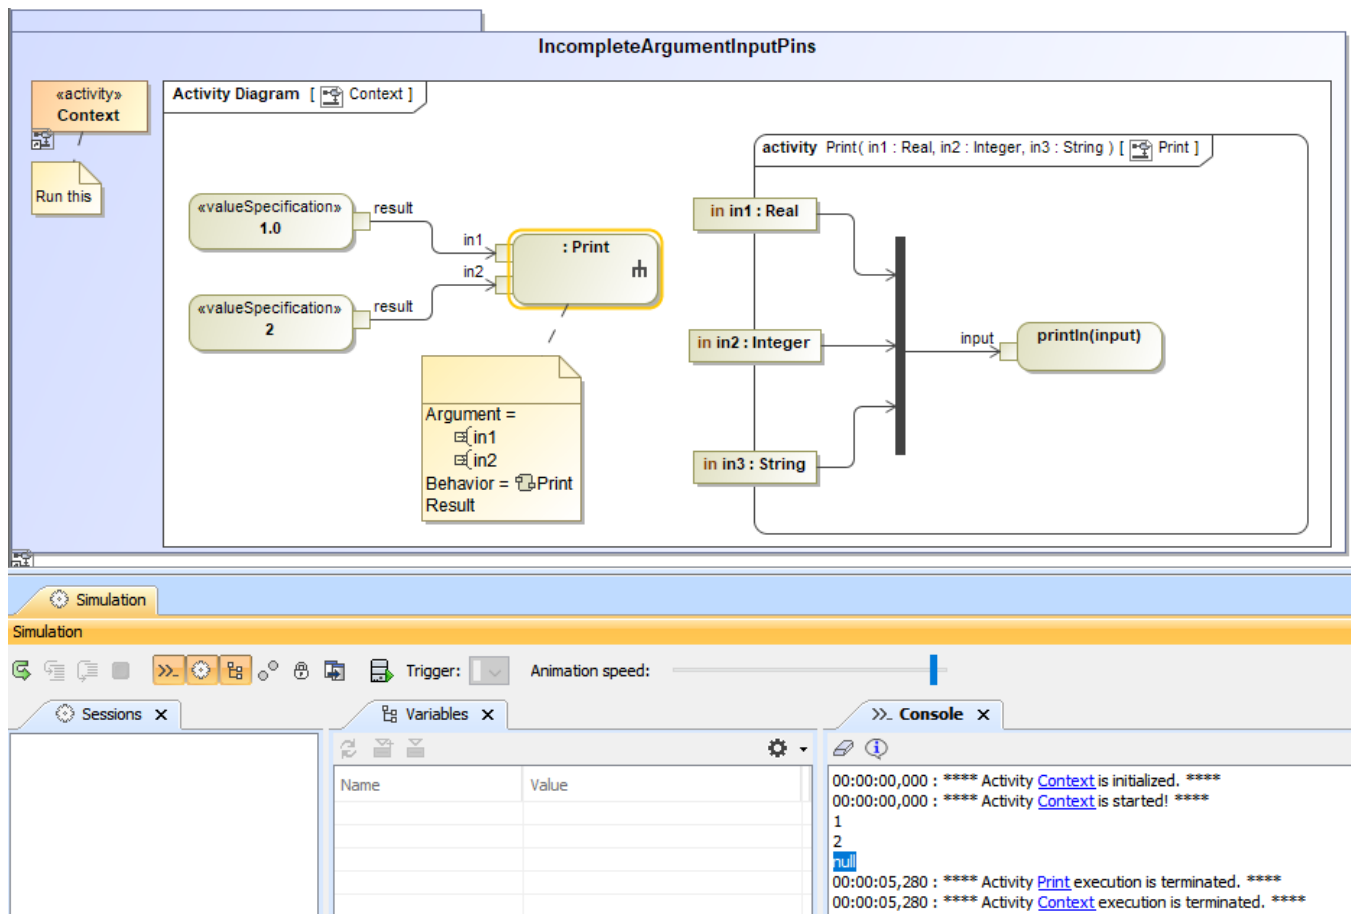 IncompleteArgumentInputPins
«activity»
Context
Run this
Activity Diagram [ Context ]
«valueSpecification»
1.0
result
in1
in2
: Print
«valueSpecification»
2
result
Argument =
in1
in2
Behavior = Print
Result
activity Print( in1 : Real, in2 : Integer, in3 : String ) [ Print ]
in in1 : Real
in in2 : Integer
in in3 : String
input
println(input)
Simulation
Simulation
Trigger:
Animation speed:
Sessions
Variables
Console
Name
Value
00:00:00,000 : **** Activity Context is initialized. ****
00:00:00,000 : **** Activity Context is started! ****
1
2
null
00:00:05,280 : **** Activity Print execution is terminated. ****
00:00:05,280 : **** Activity Context execution is terminated. ****